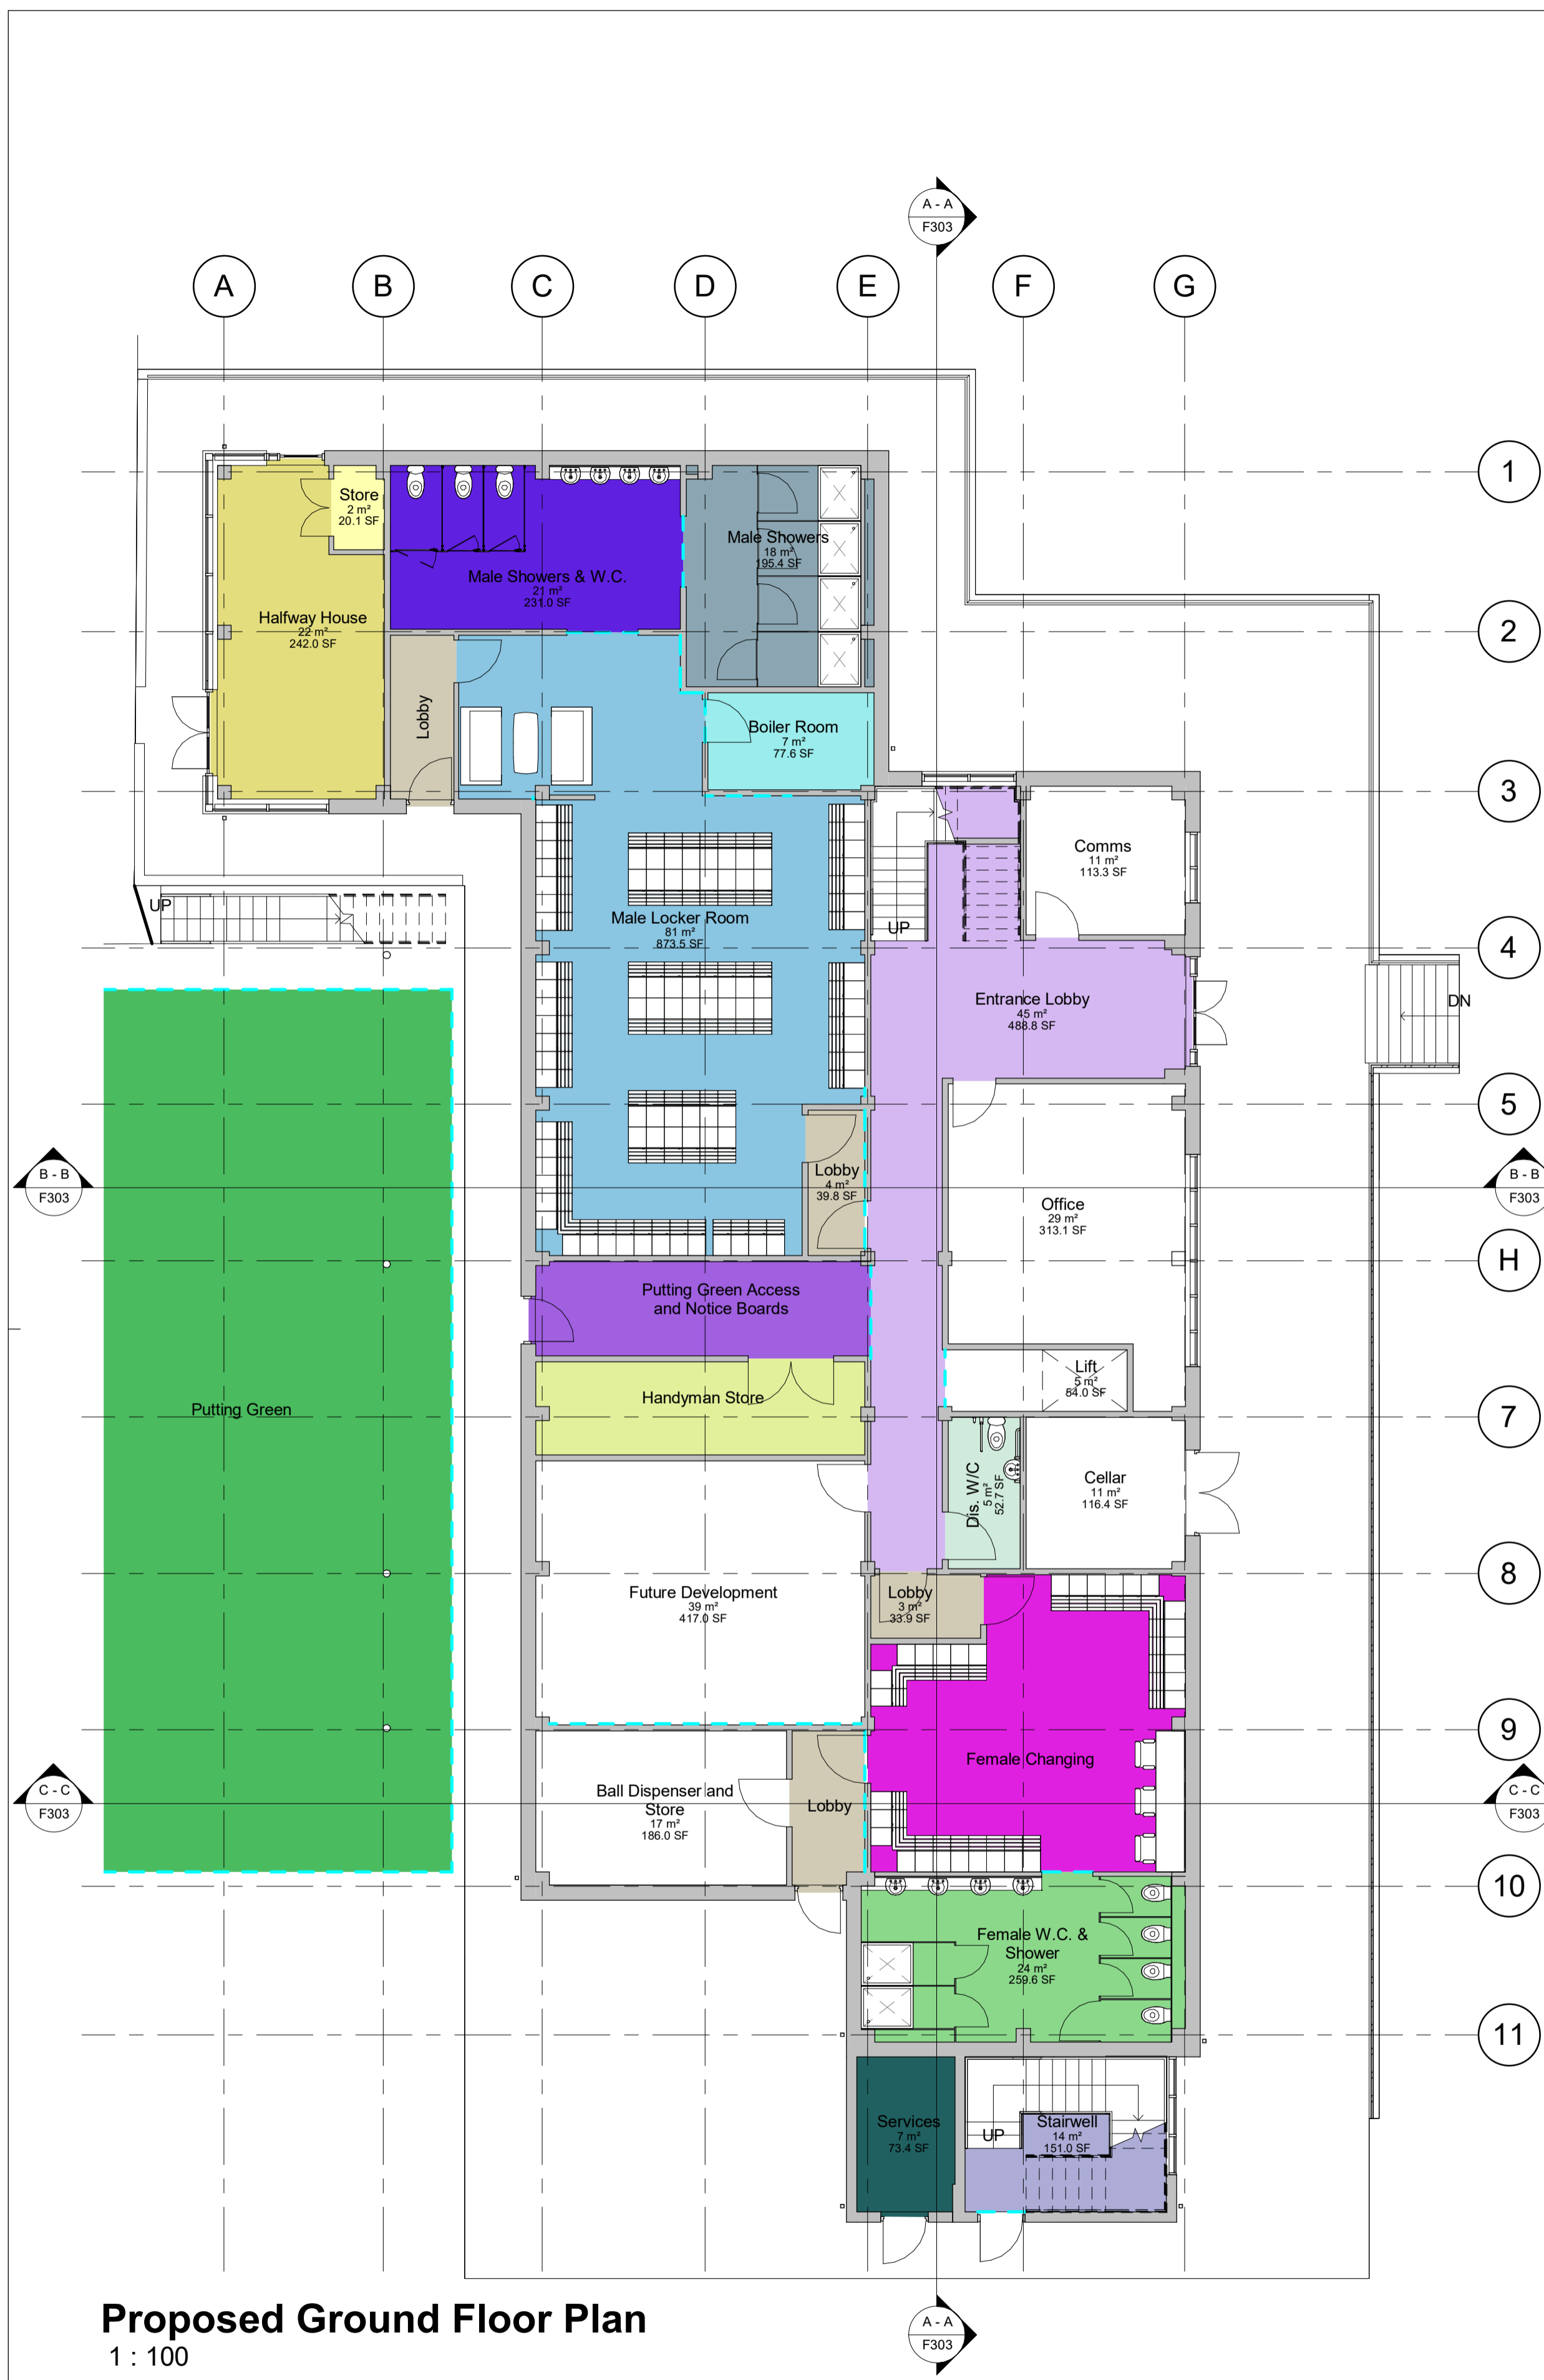 A - A
F303
A
B
C
D
E
F
G
1
Store
2 m²
20.1 SF
Male Showers
18 m²
195.4 SF
Male Showers & W.C.
21 m²
231.0 SF
Halfway House
22 m²
242.0 SF
2
Lobby
Boiler Room
7 m²
77.6 SF
3
Comms
11 m²
113.3 SF
UP
Male Locker Room
81 m²
873.5 SF
UP
4
Entrance Lobby
45 m²
488.8 SF
DN
5
B - B
F303
Lobby
4 m²
39.8 SF
B - B
F303
Office
29 m²
313.1 SF
H
Putting Green Access
and Notice Boards
Lift
5 m²
54.0 SF
Handyman Store
Putting Green
7
Dis. W/C
5 m²
52.7 SF
Cellar
11 m²
116.4 SF
8
Future Development
39 m²
417.0 SF
Lobby
3 m²
33.9 SF
9
Female Changing
C - C
F303
Ball Dispenser and
Store
17 m²
186.0 SF
Lobby
C - C
F303
10
Female W.C. &
Shower
24 m²
259.6 SF
11
Services
7 m²
73.4 SF
UP
Stairwell
14 m²
151.0 SF
Proposed Ground Floor Plan
1 : 100
A - A
F303